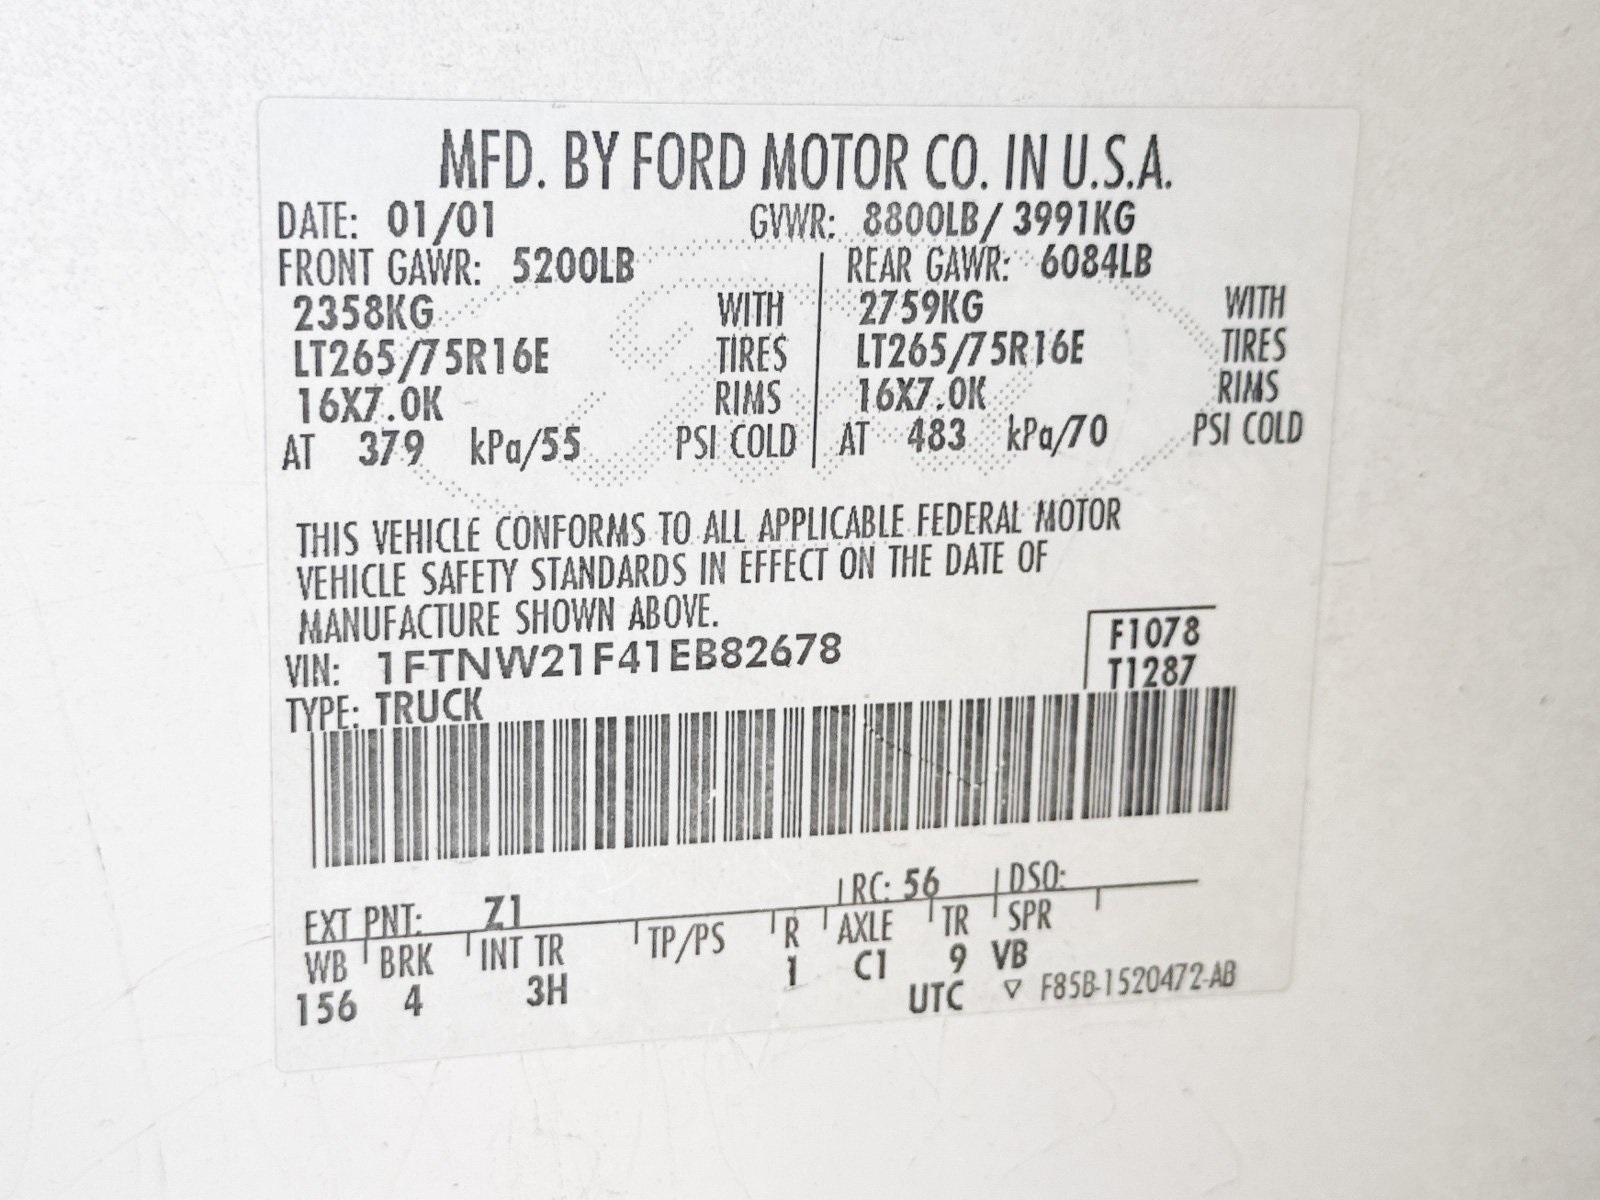 MFD. BY FORD MOTOR CO. IN U.S.A.
DATE: 01/01 GVWR: 8800LB/ 3991KG
FRONT GAWR: 5200LB REAR GAWR: 6084LB
2358KG WITH 2759KG WITH
LT265/75R16E TIRES LT265/75R16E TIRES
16X7.0K RIMS 16X7.0K RIMS
AT 379 kPa/55 PSI COLD AT 483 kPa/70 PSI COLD
THIS VEHICLE CONFORMS TO ALL APPLICABLE FEDERAL MOTOR
VEHICLE SAFETY STANDARDS IN EFFECT ON THE DATE OF
MANUFACTURE SHOWN ABOVE.
VIN: 1FTNW21F41EB82678 F1078
TYPE: TRUCK T1287
EXT PNT: Z1 RC: 56 DSO:
WB BRK INT TR TP/PS R AXLE TR SPR
156 4 3H 1 C1 9 VB
UTC ▽ F85B-1520472-AB